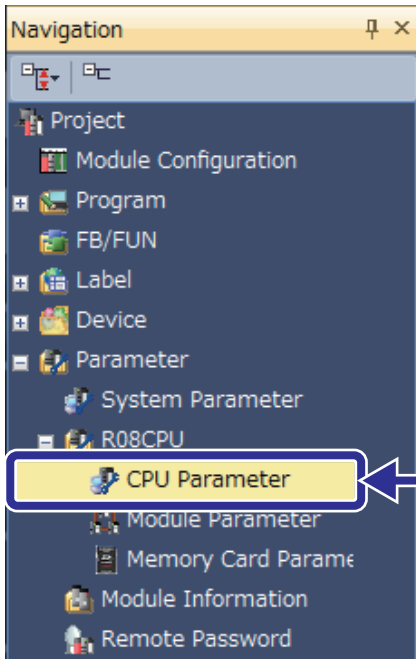 Navigation
Project
Module Configuration
Program
FB/FUN
Label
Device
Parameter
System Parameter
R08CPU
CPU Parameter
Module Parameter
Memory Card Parame
Module Information
Remote Password